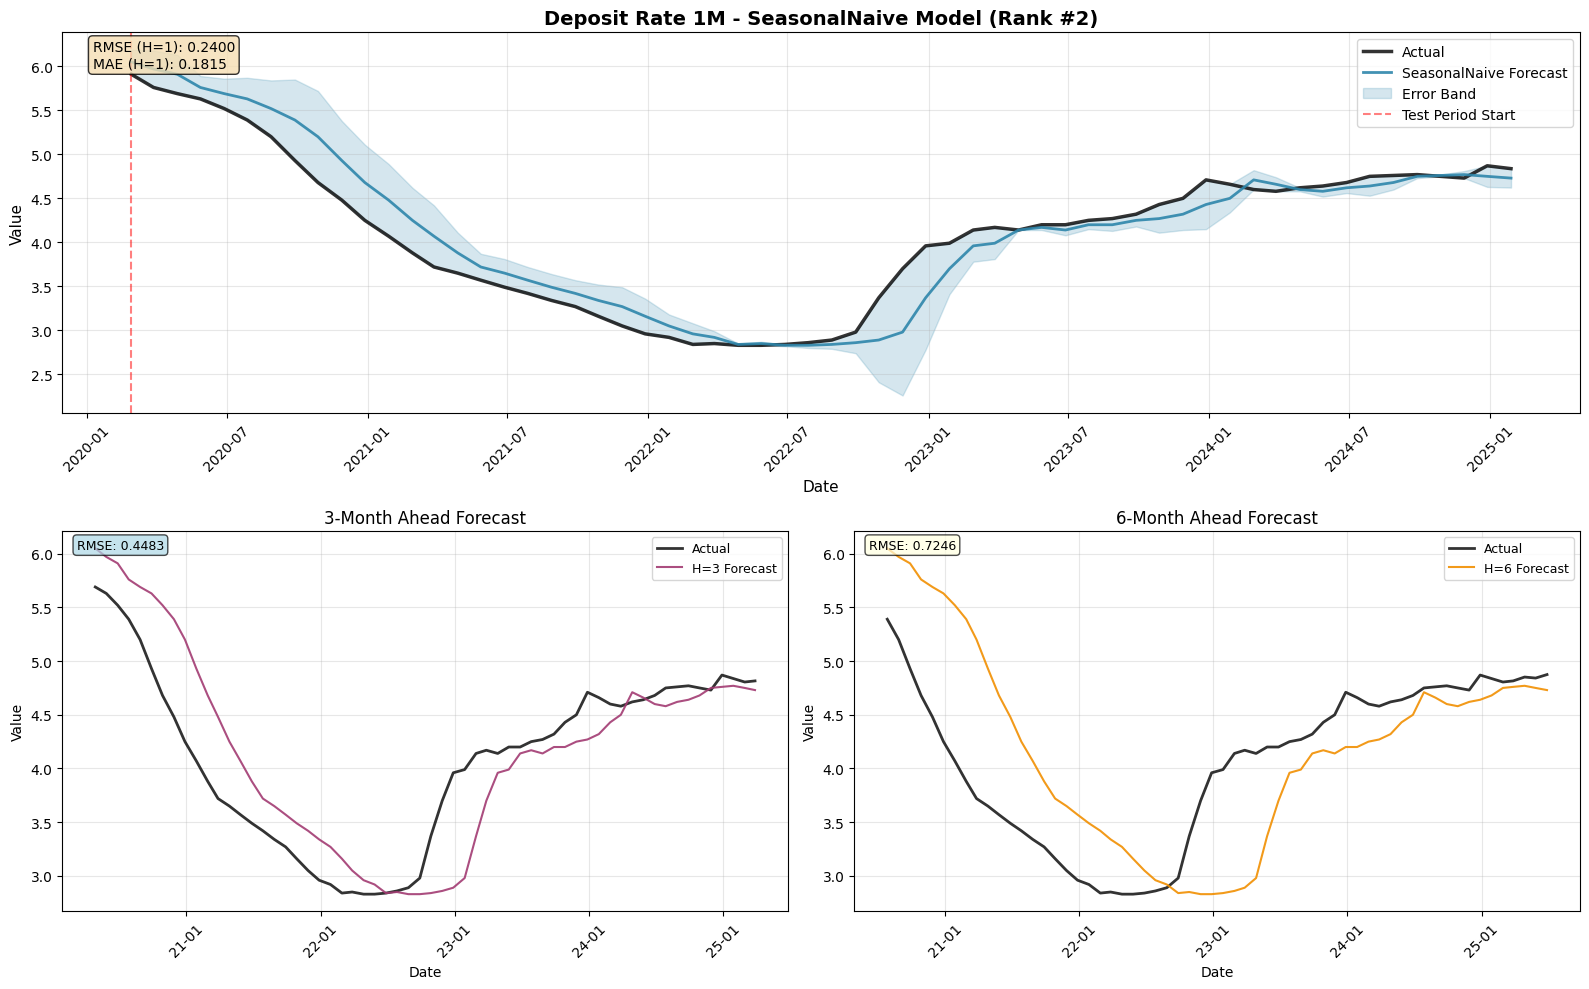 Deposit Rate 1M - SeasonalNaive Model (Rank #2)
RMSE (H=1): 0.2400
MAE (H=1): 0.1815
Actual
SeasonalNaive Forecast
Error Band
Test Period Start
Value
6.0
5.5
5.0
4.5
4.0
3.5
3.0
2.5
2020-01
2020-07
2021-01
2021-07
2022-01
2022-07
2023-01
2023-07
2024-01
2024-07
2025-01
Date
3-Month Ahead Forecast
RMSE: 0.4483
Actual
H=3 Forecast
Value
6.0
5.5
5.0
4.5
4.0
3.5
3.0
21-01
22-01
23-01
24-01
25-01
Date
6-Month Ahead Forecast
RMSE: 0.7246
Actual
H=6 Forecast
Value
6.0
5.5
5.0
4.5
4.0
3.5
3.0
21-01
22-01
23-01
24-01
25-01
Date